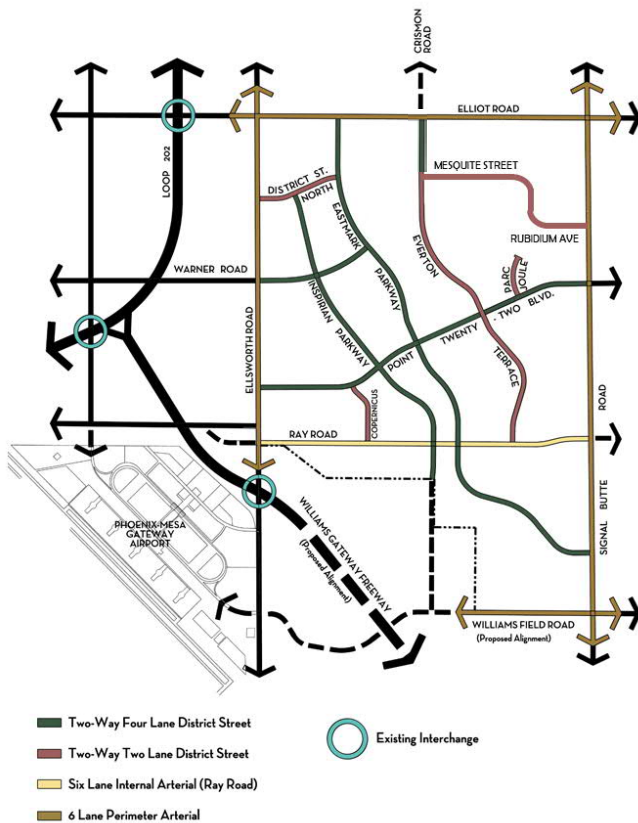 CRISMON
ROAD
ELLIOT ROAD
LOOP 202
MESQUITE STREET
DISTRICT ST.
NORTH
EASTMARK
PARKWAY
RUBIDIUM AVE
WARNER ROAD
EVERTON
TERRACE
PARC
JOULE
INSPIRIAN
PARKWAY
ELLSWORTH ROAD
POINT TWENTY-TWO BLVD.
COPERNICUS
RAY ROAD
SIGNAL BUTTE
ROAD
PHOENIX-MESA
GATEWAY
AIRPORT
WILLIAMS GATEWAY FREEWAY
(Proposed Alignment)
WILLIAMS FIELD ROAD
(Proposed Alignment)
Two-Way Four Lane District Street
Two-Way Two Lane District Street
Six Lane Internal Arterial (Ray Road)
6 Lane Perimeter Arterial
Existing Interchange